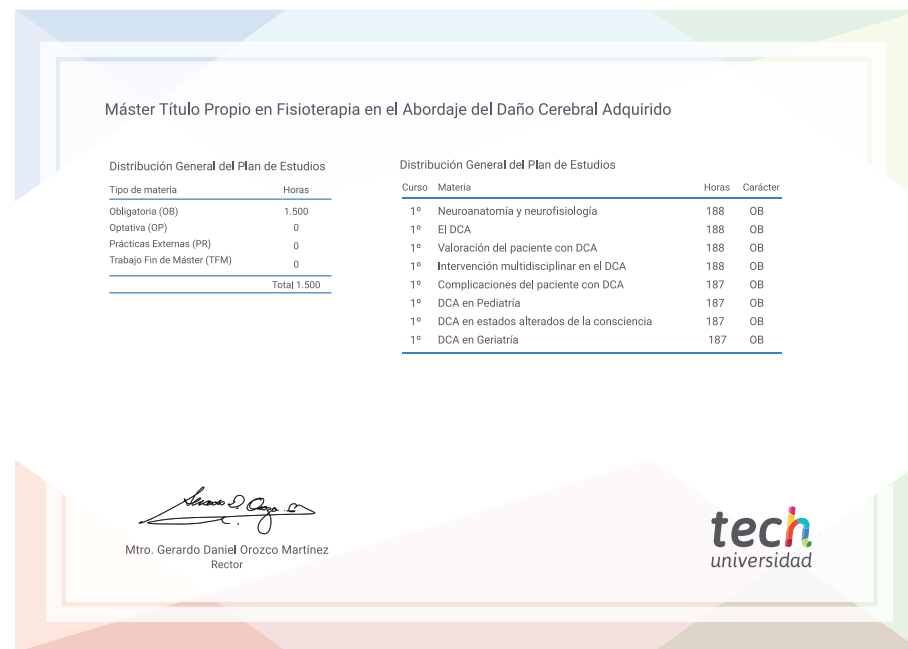 Máster Título Propio en Fisioterapia en el Abordaje del Daño Cerebral Adquirido
Distribución General del Plan de Estudios
Tipo de materia Horas
Obligatoria (OB) 1.500
Optativa (OP) 0
Prácticas Externas (PR) 0
Trabajo Fin de Máster (TFM) 0
Total 1.500
Distribución General del Plan de Estudios
Curso Materia Horas Carácter
1º Neuroanatomía y neurofisiología 188 OB
1º El DCA 188 OB
1º Valoración del paciente con DCA 188 OB
1º Intervención multidisciplinar en el DCA 188 OB
1º Complicaciones del paciente con DCA 187 OB
1º DCA en Pediatría 187 OB
1º DCA en estados alterados de la consciencia 187 OB
1º DCA en Geriatría 187 OB
Mtro. Gerardo Daniel Orozco Martínez
Rector
tech
universidad